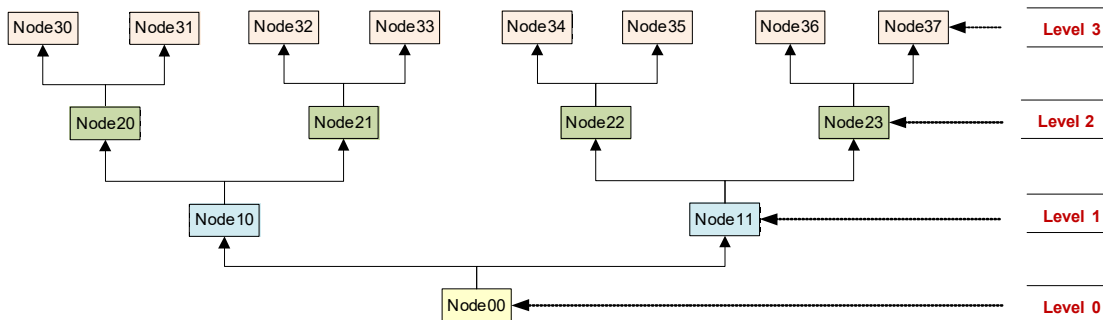 Node30 Node31 Node32 Node33 Node34 Node35 Node36 Node37 Level 3
Node20 Node21 Node22 Node23 Level 2
Node10 Node11 Level 1
Node00 Level 0